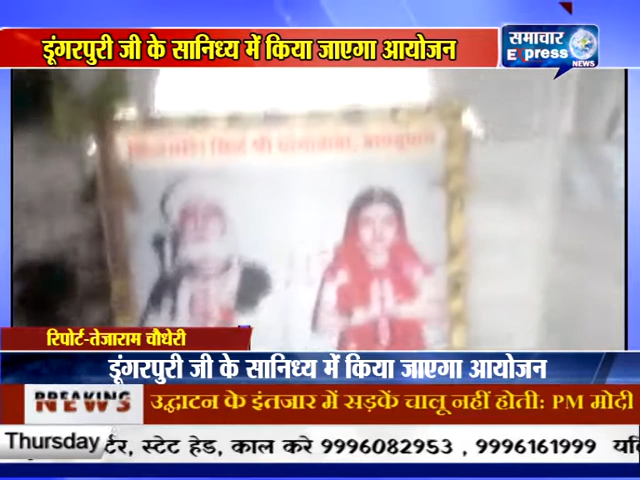 डूंगरपुरी जी के सानिध्य में किया जाएगा आयोजन
समाचार
Express
NEWS
रिपोर्ट-तेजाराम चौधेरी
डूंगरपुरी जी के सानिध्य में किया जाएगा आयोजन
BREAKING NEWS
उद्घाटन के इंतजार में सड़कें चालू नहीं होती: PM मोदी
Thursday र्टर, स्टेट हेड, काल करे 9996082953 , 9996161999 यदि